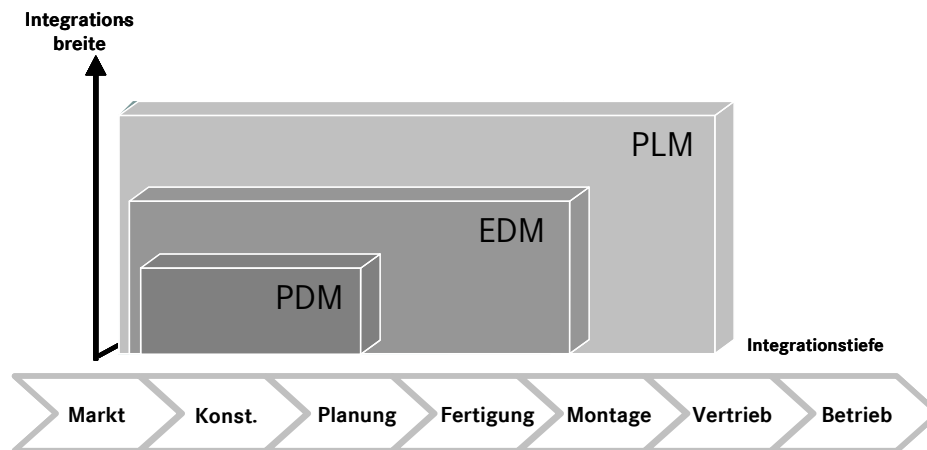 Integrations
breite
PLM
EDM
PDM
Integrationstiefe
Markt
Konst.
Planung
Fertigung
Montage
Vertrieb
Betrieb